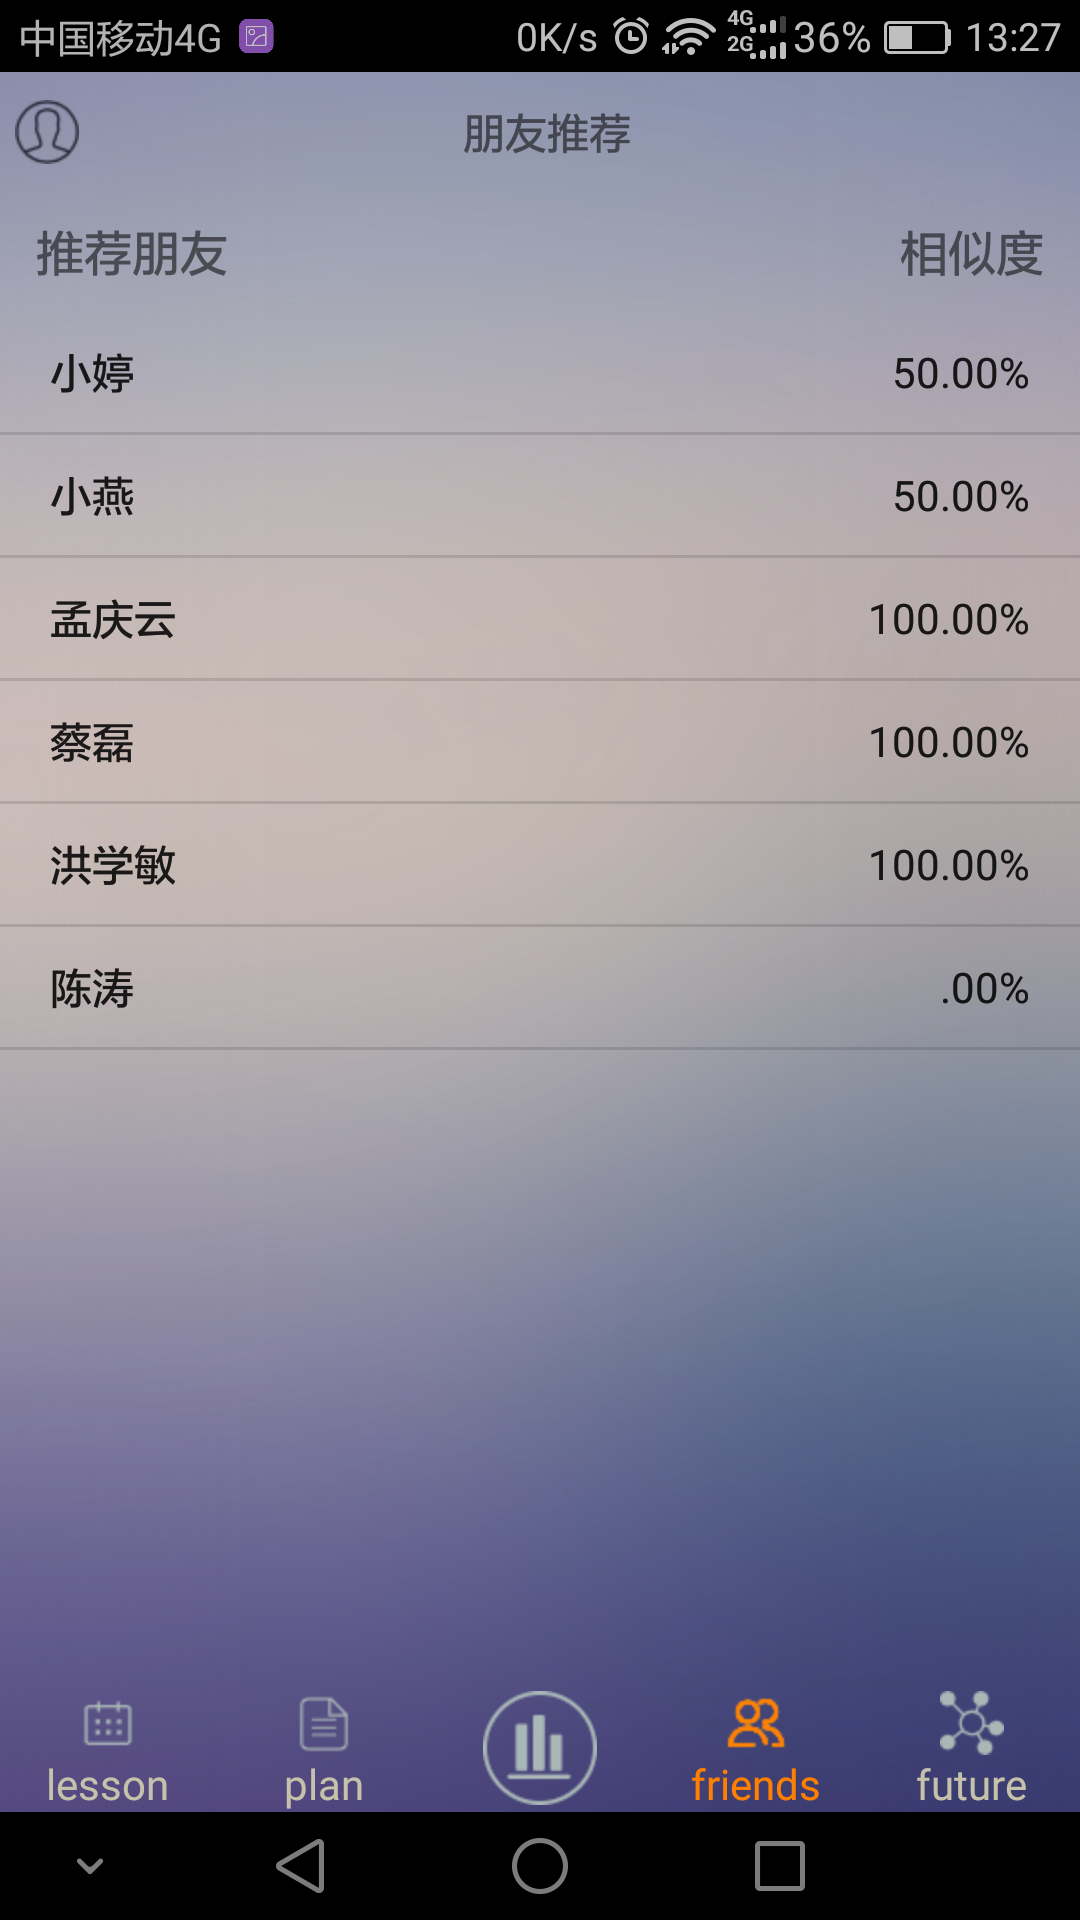 中国移动4G 0K/s 4G 2G 36% 13:27
朋友推荐
推荐朋友 相似度
小婷 50.00%
小燕 50.00%
孟庆云 100.00%
蔡磊 100.00%
洪学敏 100.00%
陈涛 .00%
lesson plan friends future